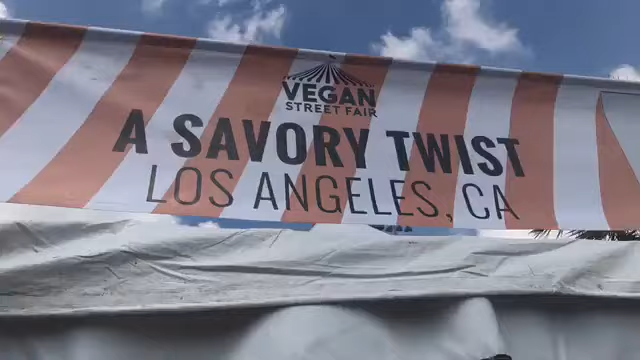 VEGAN
STREET FAIR
A SAVORY TWIST
LOS ANGELES, CA